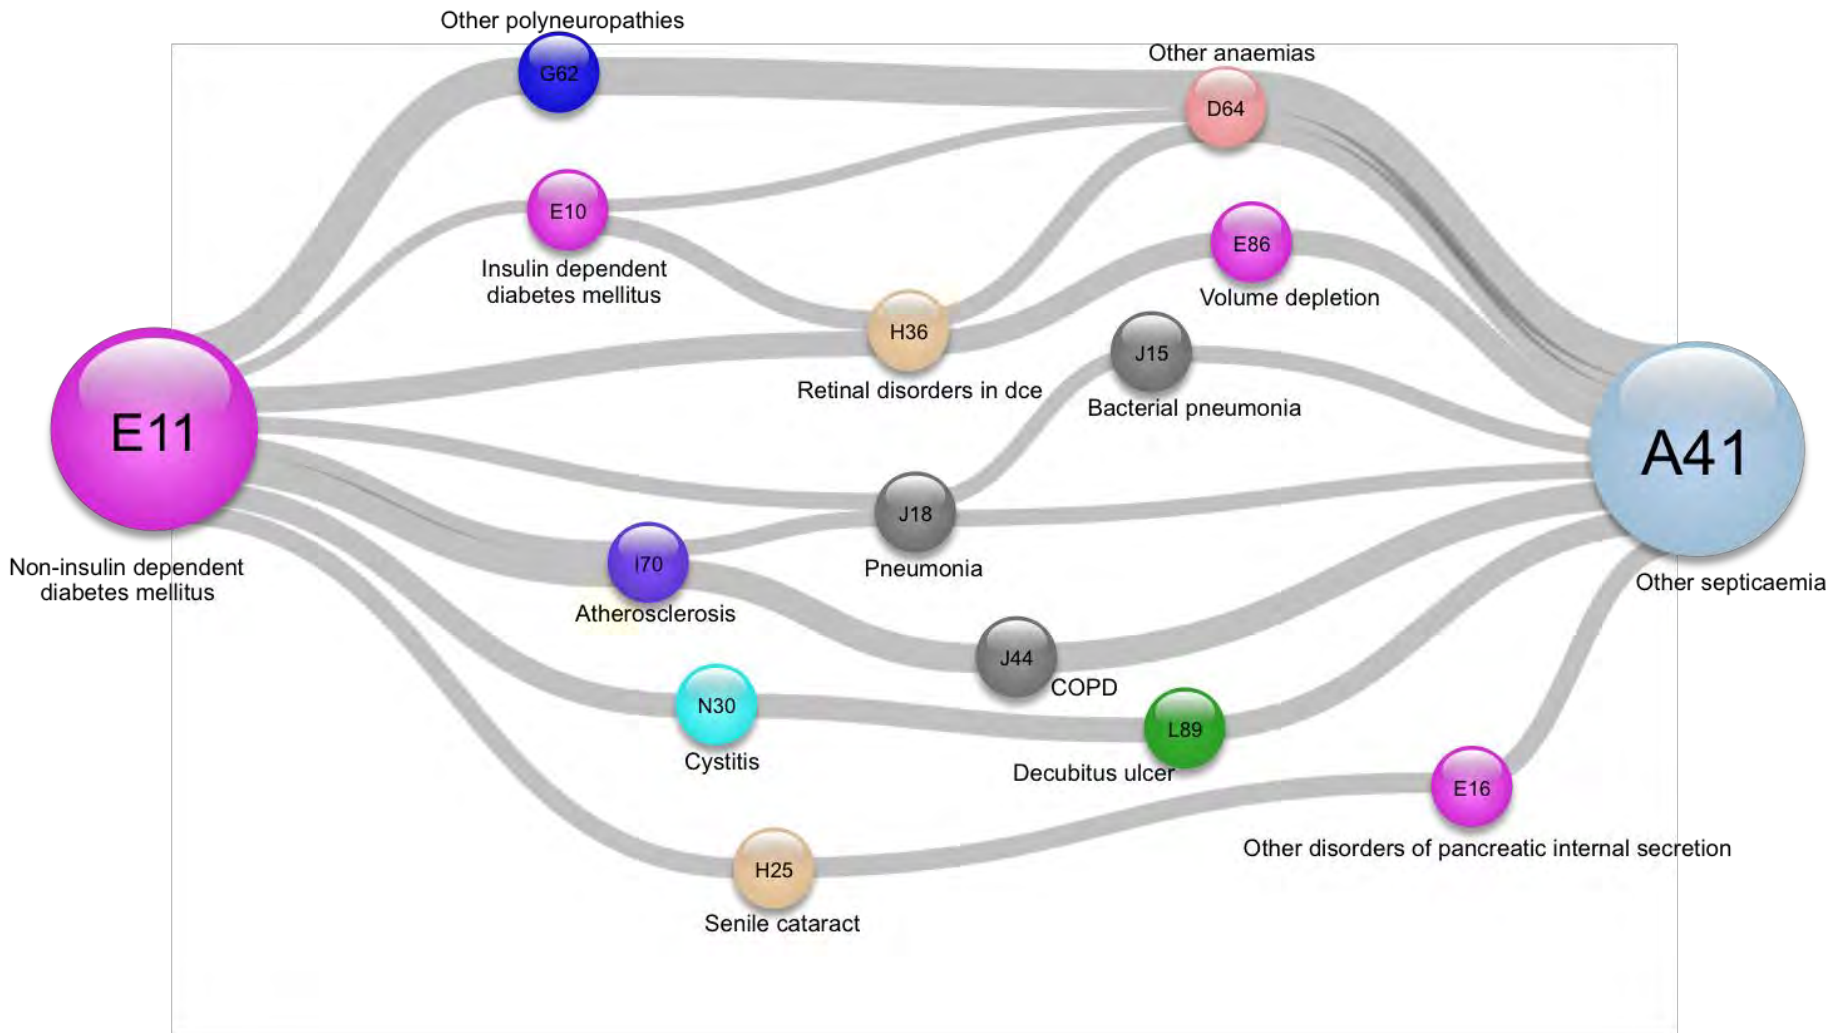 Other polyneuropathies
G62
Other anaemias
D64
E10
Insulin dependent
diabetes mellitus
E86
Volume depletion
H36
Retinal disorders in dce
J15
Bacterial pneumonia
E11
Non-insulin dependent
diabetes mellitus
A41
Other septicaemia
J18
Pneumonia
I70
Atherosclerosis
J44
COPD
N30
Cystitis
L89
Decubitus ulcer
E16
Other disorders of pancreatic internal secretion
H25
Senile cataract